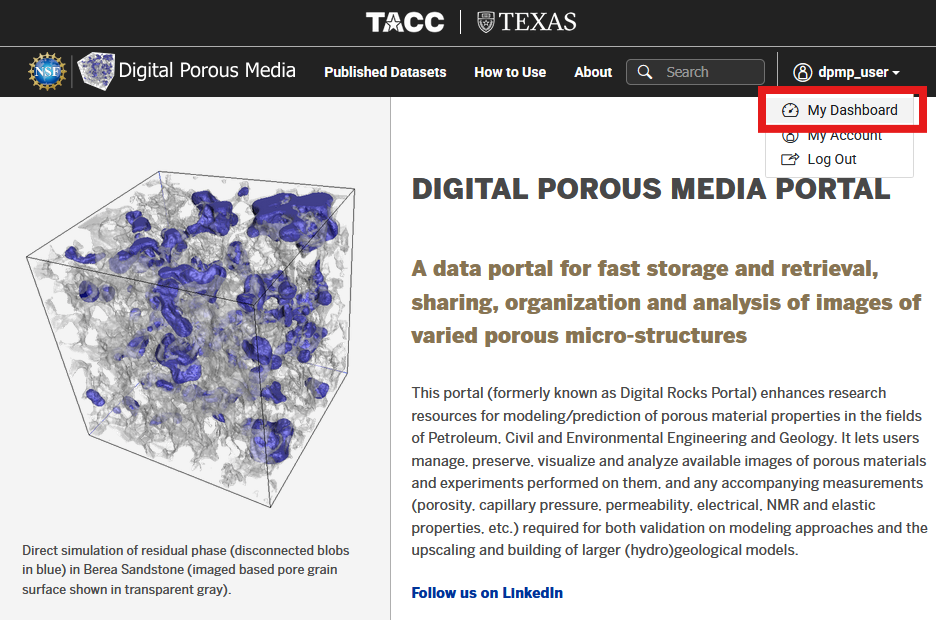 TACC TEXAS
NSF Digital Porous Media Published Datasets How to Use About Search dpmp_user
My Dashboard
My Account
Log Out
DIGITAL POROUS MEDIA PORTAL
A data portal for fast storage and retrieval,
sharing, organization and analysis of images of
varied porous micro-structures
This portal (formerly known as Digital Rocks Portal) enhances research
resources for modeling/prediction of porous material properties in the fields
of Petroleum, Civil and Environmental Engineering and Geology. It lets users
manage, preserve, visualize and analyze available images of porous materials
and experiments performed on them, and any accompanying measurements
(porosity, capillary pressure, permeability, electrical, NMR and elastic
properties, etc.) required for both validation on modeling approaches and the
upscaling and building of larger (hydro)geological models.
Follow us on LinkedIn
Direct simulation of residual phase (disconnected blobs
in blue) in Berea Sandstone (imaged based pore grain
surface shown in transparent gray).